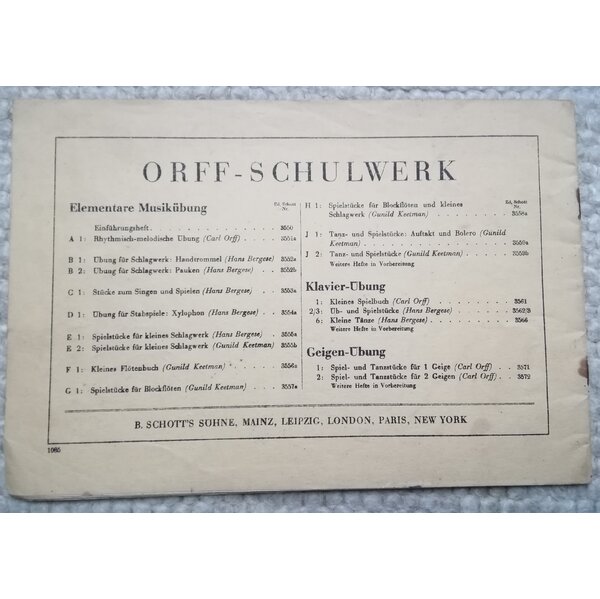 ORFF-SCHULWERK
Elementare Musikübung
Ed. Schott
Nr.
Einführungsheft . . . . . . . . . . . . . 3550
A 1: Rhythmisch-melodische Übung (Carl Orff) . . . . . 3551a
B 1: Übung für Schlagwerk: Handtrommel (Hans Bergese) . . 3552a
B 2: Übung für Schlagwerk: Pauken (Hans Bergese) . . . . 3552b
C 1: Stücke zum Singen und Spielen (Hans Bergese) . . . . 3553a
D 1: Übung für Stabspiele: Xylophon (Hans Bergese) . . . . 3554a
E 1: Spielstücke für kleines Schlagwerk (Hans Bergese) . . . 3555a
E 2: Spielstücke für kleines Schlagwerk (Gunild Keetman) . . 3555b
F 1: Kleines Flötenbuch (Gunild Keetman) . . . . . . 3556a
G 1: Spielstücke für Blockflöten (Gunild Keetman) . . . . 3557a
Ed. Schott
Nr.
H 1: Spielstücke für Blockflöten und kleines
Schlagwerk (Gunild Keetman) . . . . . . 3558a
J 1: Tanz- und Spielstücke: Auftakt und Bolero (Gunild
Keetman) . . . . . . . . . . . . . 3559a
J 2: Tanz- und Spielstücke (Gunild Keetman) . . . . . 3559b
Weitere Hefte in Vorbereitung
Klavier-Übung
1: Kleines Spielbuch (Carl Orff) . . . . . . . 3561
2/3: Üb- und Spielstücke (Hans Bergese) . . . . . 3562/3
6: Kleine Tänze (Hans Bergese) . . . . . . . . 3566
Weitere Hefte in Vorbereitung
Geigen-Übung
1: Spiel- und Tanzstücke für 1 Geige (Carl Orff) . . . 3571
2: Spiel- und Tanzstücke für 2 Geigen (Carl Orff) . . . 3572
Weitere Hefte in Vorbereitung
B. SCHOTT'S SÖHNE, MAINZ, LEIPZIG, LONDON, PARIS, NEW YORK
1085